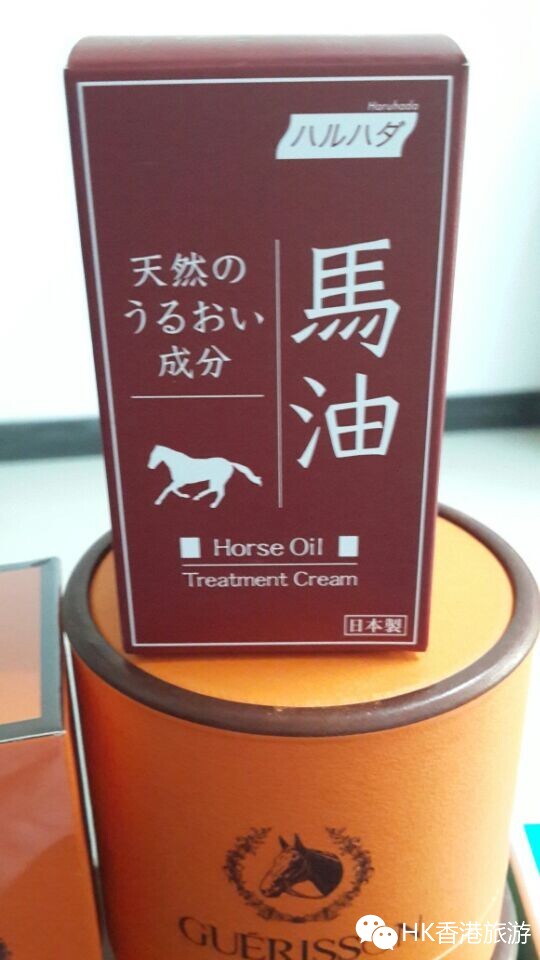 Haruhada
ハルハダ
馬油
天然の
うるおい
成分
Horse Oil
Treatment Cream
日本製
HK香港旅游